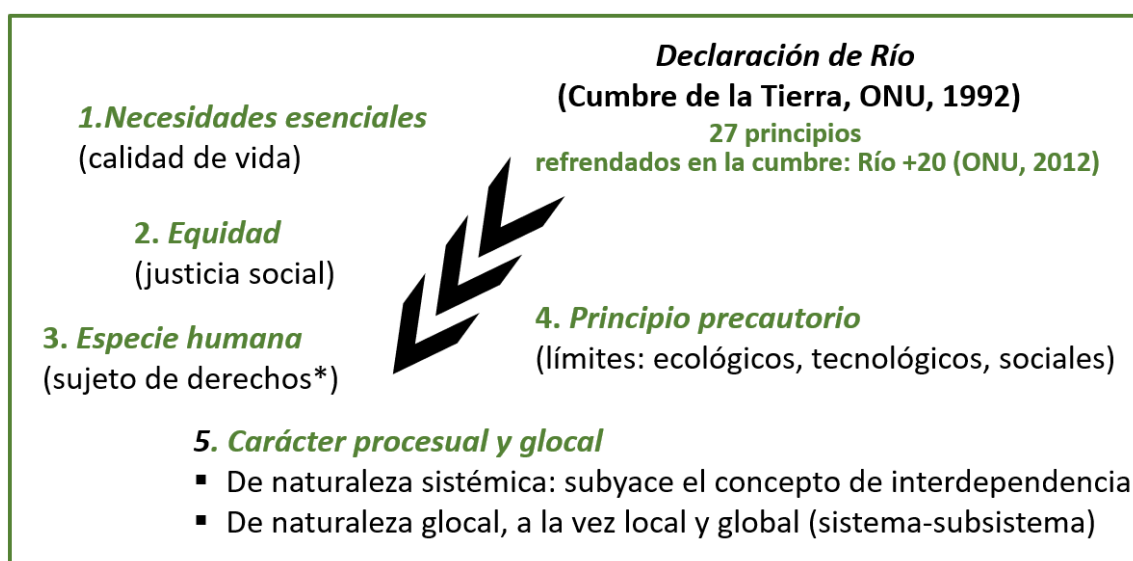 Declaración de Río
(Cumbre de la Tierra, ONU, 1992)
27 principios
refrendados en la cumbre: Río +20 (ONU, 2012)
1.Necesidades esenciales
(calidad de vida)
2. Equidad
(justicia social)
3. Especie humana
(sujeto de derechos*)
4. Principio precautorio
(límites: ecológicos, tecnológicos, sociales)
5. Carácter procesual y glocal
▪ De naturaleza sistémica: subyace el concepto de interdependencia
▪ De naturaleza glocal, a la vez local y global (sistema-subsistema)